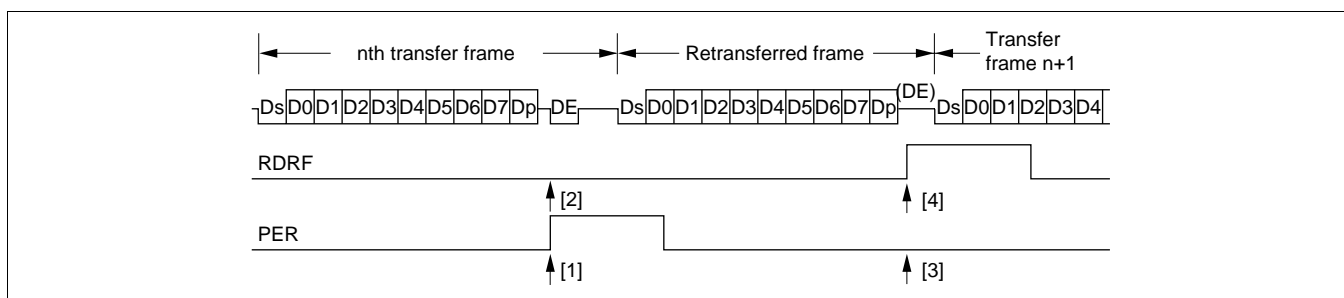 nth transfer frame Retransferred frame Transfer
frame n+1
Ds D0 D1 D2 D3 D4 D5 D6 D7 Dp DE Ds D0 D1 D2 D3 D4 D5 D6 D7 Dp (DE) Ds D0 D1 D2 D3 D4
RDRF
[2] [4]
PER
[1] [3]